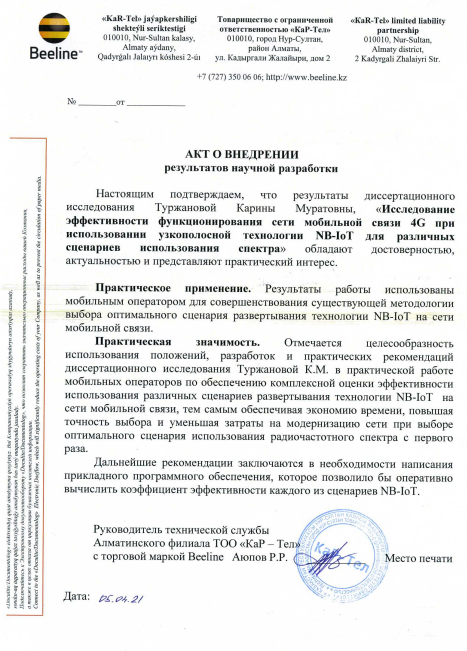 Beeline™
«KaR-Tel» jaýapkershiligi
shekteýli seriktestigi
010010, Nur-Sultan kalasy,
Almaty aýdany,
Qadyrǵalı Jalaıyrı kóshesi 2-úı
Товарищество с ограниченной
ответственностью «КаР-Тел»
010010, город Нур-Султан,
район Алматы,
ул. Кадыргали Жалайыри, дом 2
«KaR-Tel» limited liability
partnership
010010, Nur-Sultan,
Almaty district,
2 Kadyrgali Zhalaiyri Str.
+7 (727) 350 06 06; http://www.beeline.kz
№ ________от ____________
АКТ О ВНЕДРЕНИИ
результатов научной разработки
Настоящим подтверждаем, что результаты диссертационного
исследования Туржановой Карины Муратовны, «Исследование
эффективности функционирования сети мобильной связи 4G при
использовании узкополосной технологии NB-IoT для различных
сценариев использования спектра» обладают достоверностью,
актуальностью и представляют практический интерес.
Практическое применение. Результаты работы использованы
мобильным оператором для совершенствования существующей методологии
выбора оптимального сценария развертывания технологии NB-IoT на сети
мобильной связи.
Практическая значимость. Отмечается целесообразность
использования положений, разработок и практических рекомендаций
диссертационного исследования Туржановой К.М. в практической работе
мобильных операторов по обеспечению комплексной оценки эффективности
использования различных сценариев развертывания технологии NB-IoT на
сети мобильной связи, тем самым обеспечивая экономию времени, повышая
точность выбора и уменьшая затраты на модернизацию сети при выборе
оптимального сценария использования радиочастотного спектра с первого
раза.
Дальнейшие рекомендации заключаются в необходимости написания
прикладного программного обеспечения, которое позволило бы оперативно
вычислить коэффициент эффективности каждого из сценариев NB-IoT.
Руководитель технической службы
Алматинского филиала ТОО «КаР – Тел»
с торговой маркой Beeline Аюпов Р.Р.
Место печати
КаР-Тел
Дата: 05.04.21